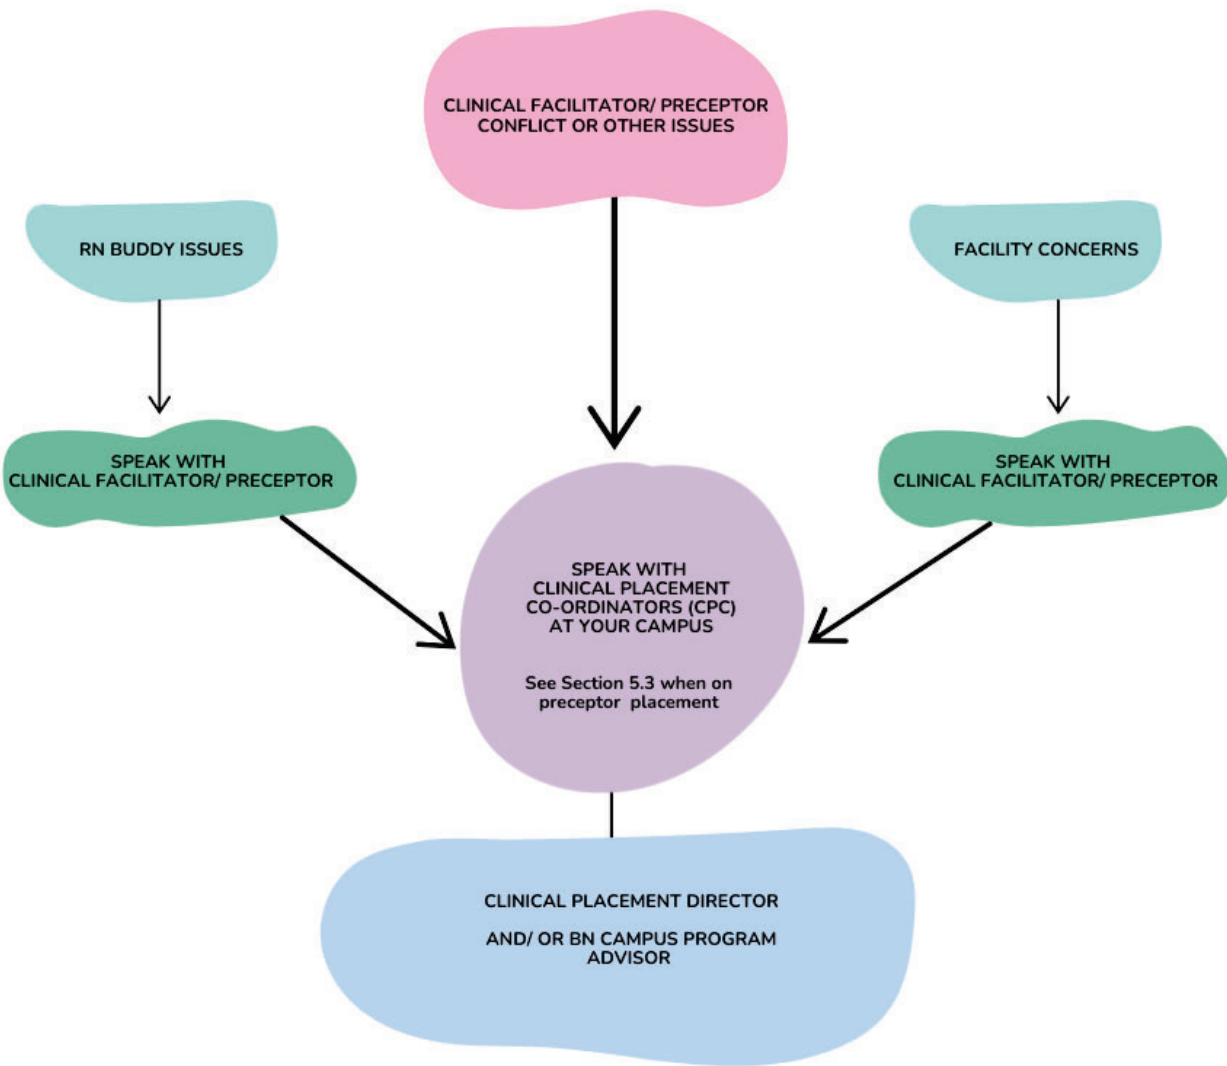 CLINICAL FACILITATOR/ PRECEPTOR
CONFLICT OR OTHER ISSUES
RN BUDDY ISSUES
FACILITY CONCERNS
SPEAK WITH
CLINICAL FACILITATOR/ PRECEPTOR
SPEAK WITH
CLINICAL FACILITATOR/ PRECEPTOR
SPEAK WITH
CLINICAL PLACEMENT
CO-ORDINATORS (CPC)
AT YOUR CAMPUS
See Section 5.3 when on
preceptor placement
CLINICAL PLACEMENT DIRECTOR
AND/ OR BN CAMPUS PROGRAM
ADVISOR